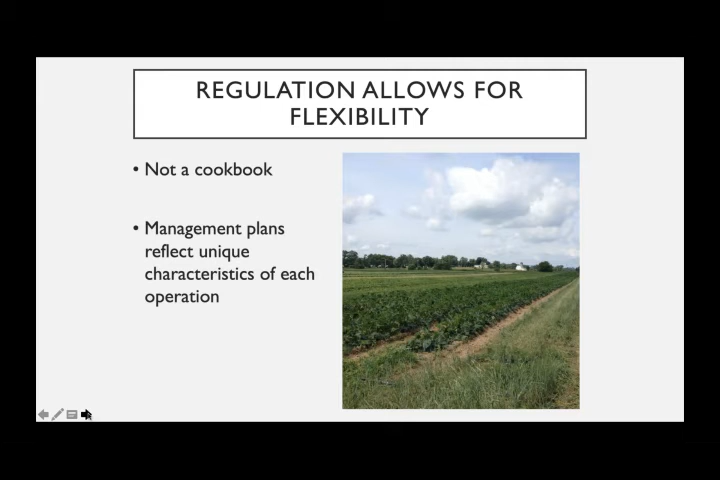 REGULATION ALLOWS FOR
FLEXIBILITY
• Not a cookbook
• Management plans
reflect unique
characteristics of each
operation